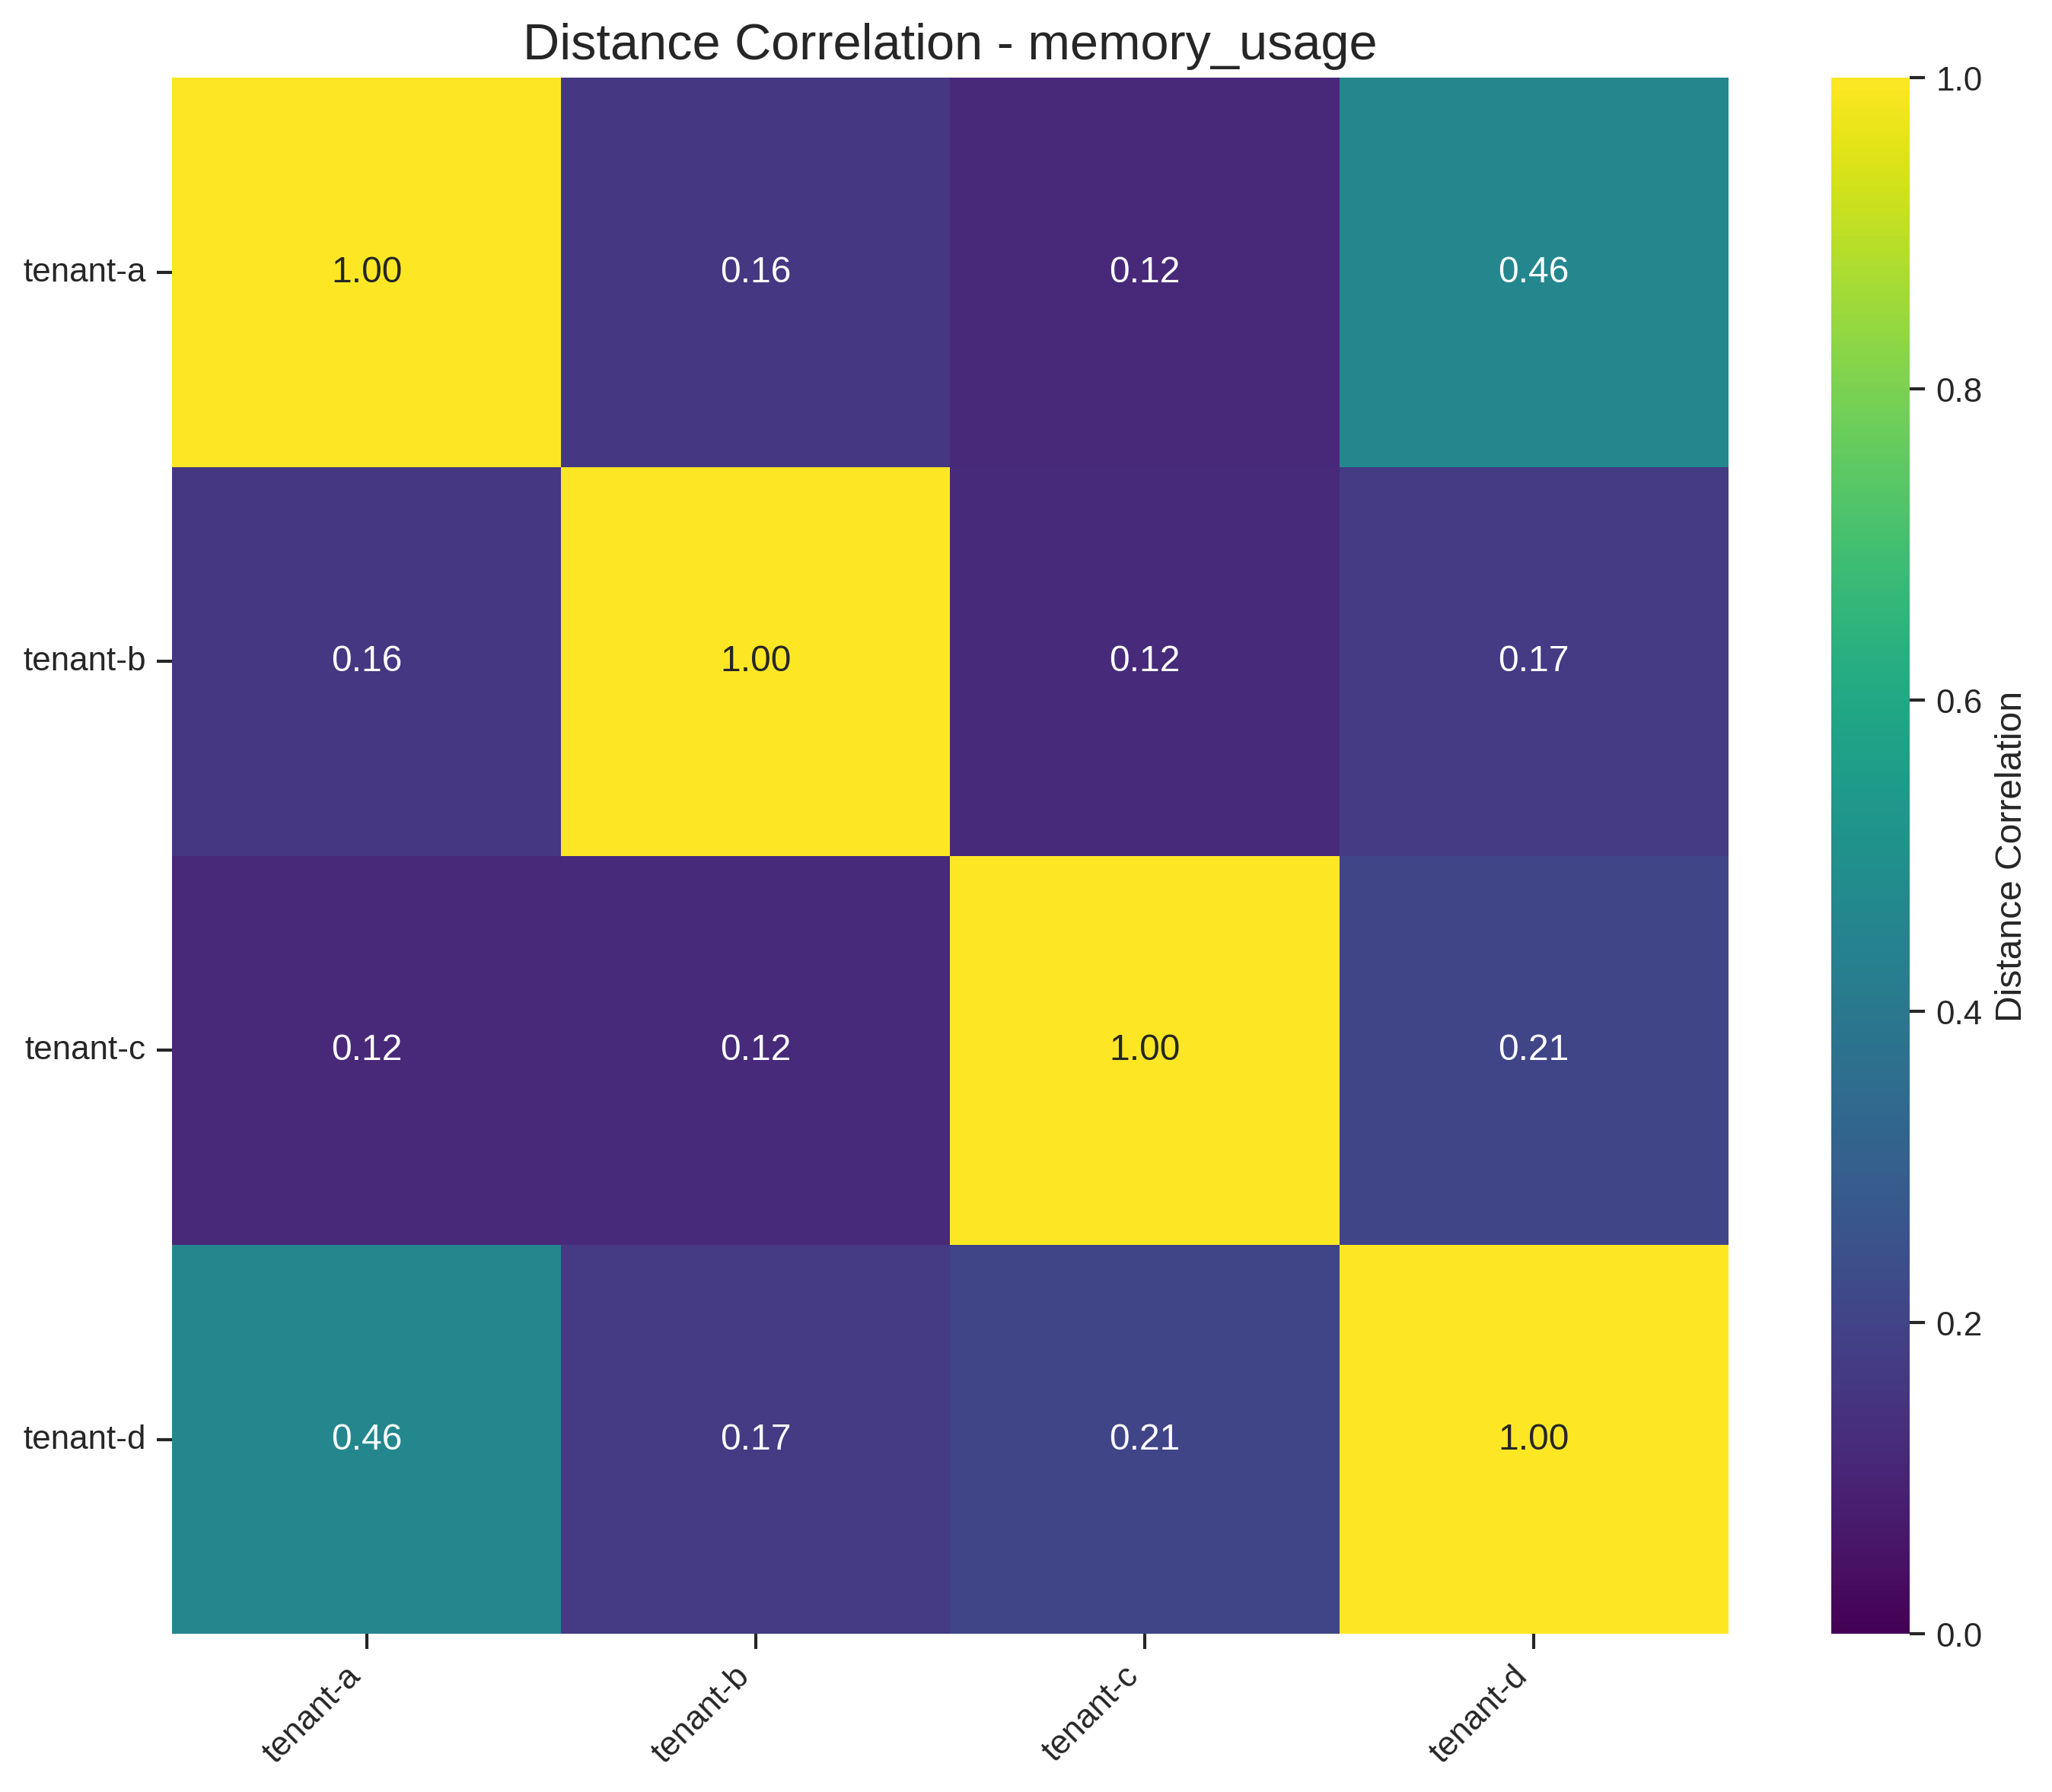 Distance Correlation - memory_usage
tenant-a 1.00 0.16 0.12 0.46
tenant-b 0.16 1.00 0.12 0.17
tenant-c 0.12 0.12 1.00 0.21
tenant-d 0.46 0.17 0.21 1.00
tenant-a tenant-b tenant-c tenant-d
1.0
0.8
0.6
0.4
0.2
0.0
Distance Correlation